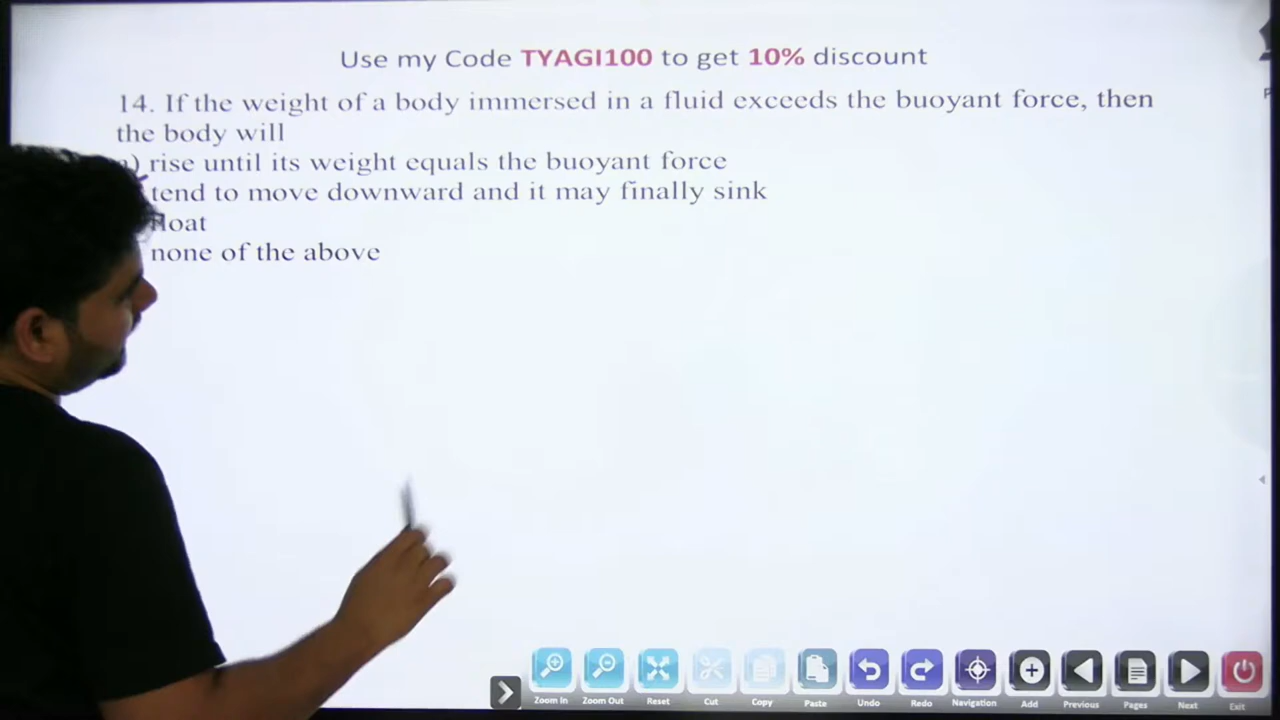 Use my Code TYAGI100 to get 10% discount
14. If the weight of a body immersed in a fluid exceeds the buoyant force, then
the body will
a) rise until its weight equals the buoyant force
tend to move downward and it may finally sink
float
none of the above
Zoom In Zoom Out Reset Cut Copy Paste Undo Redo Navigation Add Previous Pages Next Exit